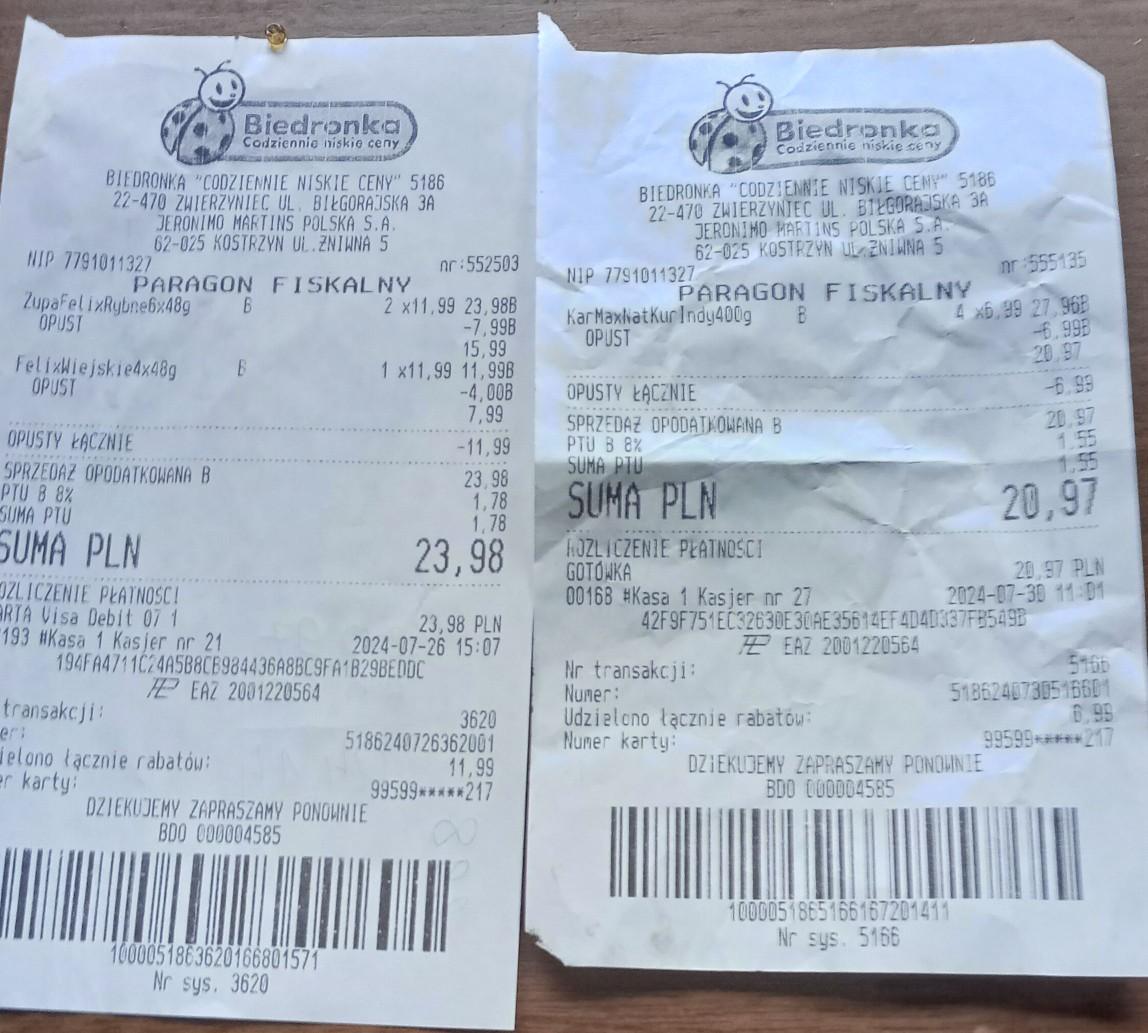 Biedronka
Codziennie niskie ceny
BIEDRONKA "CODZIENNIE NISKIE CENY" 5186
22-470 ZWIERZYNIEC UL. BIŁGORAJSKA 3A
JERONIMO MARTINS POLSKA S.A.
62-025 KOSTRZYN UL.ŻNIWNA 5
NIP 7791011327 nr:552503
PARAGON FISKALNY
ZupaFelixRybne6x48g B 2 x11,99 23,98B
OPUST -7,99B
15,99
FelixWiejskie4x48g B 1 x11,99 11,99B
OPUST -4,00B
7,99
OPUSTY ŁĄCZNIE -11,99
SPRZEDAŻ OPODATKOWANA B 23,98
PTU B 8% 1,78
SUMA PTU 1,78
SUMA PLN 23,98
OZLICZENIE PŁATNOŚCI
ARTA Visa Debit 07 1 23,98 PLN
193 #Kasa 1 Kasjer nr 21 2024-07-26 15:07
194FA4711C24A5B8CB984436A8BC9FA1B29BEDDC
EAZ 2001220564
transakcji: 3620
er: 5186240726362001
ielono łącznie rabatów: 11,99
er karty: 99599*****217
DZIEKUJEMY ZAPRASZAMY PONOWNIE
BDO 000004585
1000051863620166801571
Nr sys. 3620
Biedronka
Codziennie niskie ceny
BIEDRONKA "CODZIENNIE NISKIE CENY" 5186
22-470 ZWIERZYNIEC UL. BIŁGORAJSKA 3A
JERONIMO MARTINS POLSKA S.A.
62-025 KOSTRZYN UL.ŻNIWNA 5
NIP 7791011327 nr:555135
PARAGON FISKALNY
KarMaxNatKurIndy400g B 4 x6,99 27,96B
OPUST -6,99B
20,97
OPUSTY ŁĄCZNIE -6,99
SPRZEDAŻ OPODATKOWANA B 20,97
PTU B 8% 1,55
SUMA PTU 1,55
SUMA PLN 20,97
ROZLICZENIE PŁATNOŚCI
GOTÓWKA 20,97 PLN
00168 #Kasa 1 Kasjer nr 27 2024-07-30 11:01
42F9F751EC32630E30AE35614EF4D4D337FB549B
EAZ 2001220564
Nr transakcji: 5166
Numer: 5186240730516601
Udzielono łącznie rabatów: 6,99
Numer karty: 99599*****217
DZIEKUJEMY ZAPRASZAMY PONOWNIE
BDO 000004585
1000051865166167201411
Nr sys. 5166